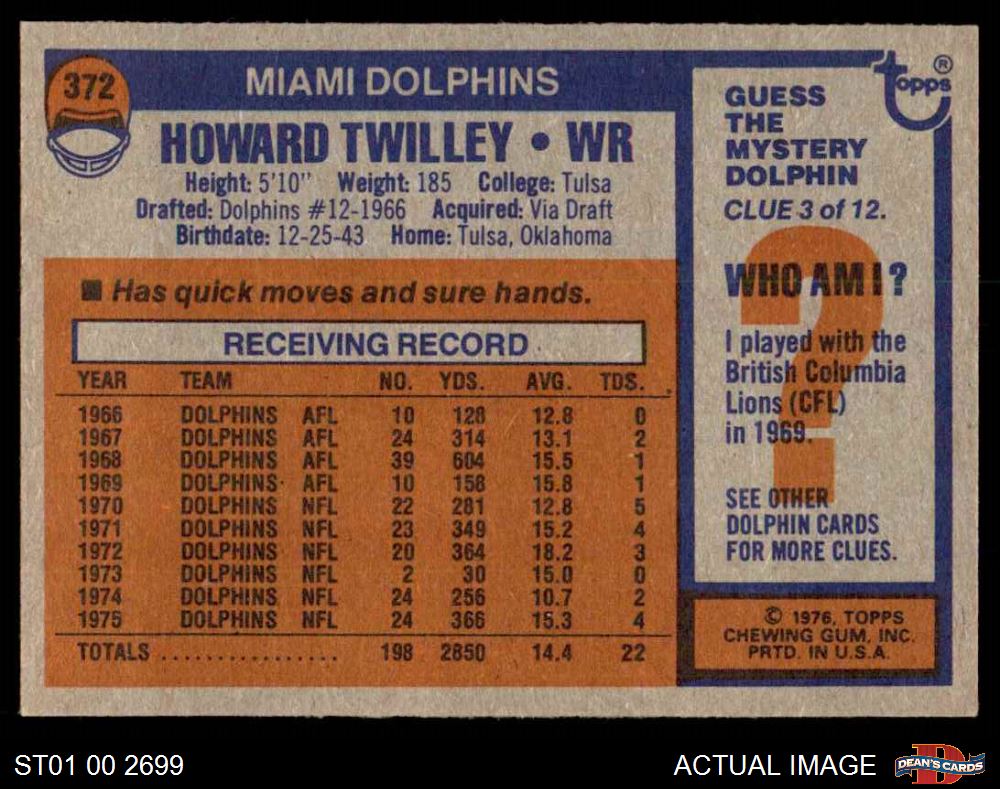 372
MIAMI DOLPHINS
HOWARD TWILLEY • WR
Height: 5'10" Weight: 185 College: Tulsa
Drafted: Dolphins #12-1966 Acquired: Via Draft
Birthdate: 12-25-43 Home: Tulsa, Oklahoma
■ Has quick moves and sure hands.
RECEIVING RECORD
YEAR TEAM NO. YDS. AVG. TDS.
1966 DOLPHINS AFL 10 128 12.8 0
1967 DOLPHINS AFL 24 314 13.1 2
1968 DOLPHINS AFL 39 604 15.5 1
1969 DOLPHINS AFL 10 158 15.8 1
1970 DOLPHINS NFL 22 281 12.8 5
1971 DOLPHINS NFL 23 349 15.2 4
1972 DOLPHINS NFL 20 364 18.2 3
1973 DOLPHINS NFL 2 30 15.0 0
1974 DOLPHINS NFL 24 256 10.7 2
1975 DOLPHINS NFL 24 366 15.3 4
TOTALS ................. 198 2850 14.4 22
topps ®
GUESS
THE
MYSTERY
DOLPHIN
CLUE 3 of 12.
?
WHO AM I?
I played with the
British Columbia
Lions (CFL)
in 1969.
SEE OTHER
DOLPHIN CARDS
FOR MORE CLUES.
© 1976, TOPPS
CHEWING GUM, INC.
PRTD. IN U.S.A.
ST01 00 2699
ACTUAL IMAGE
D
DEAN'S CARDS